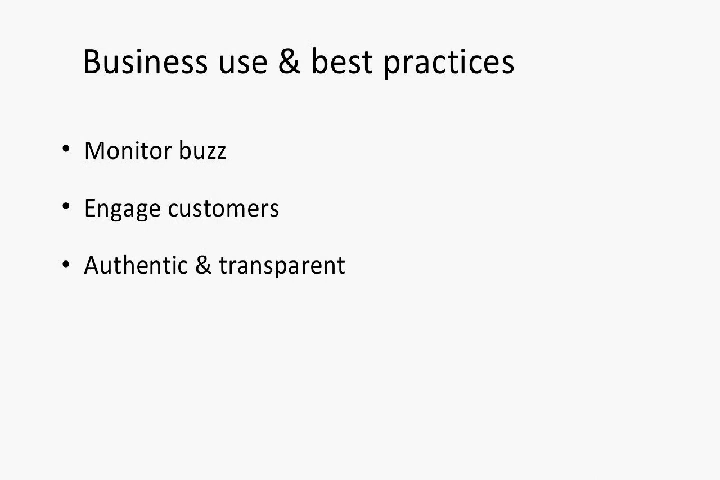 Business use & best practices
• Monitor buzz
• Engage customers
• Authentic & transparent